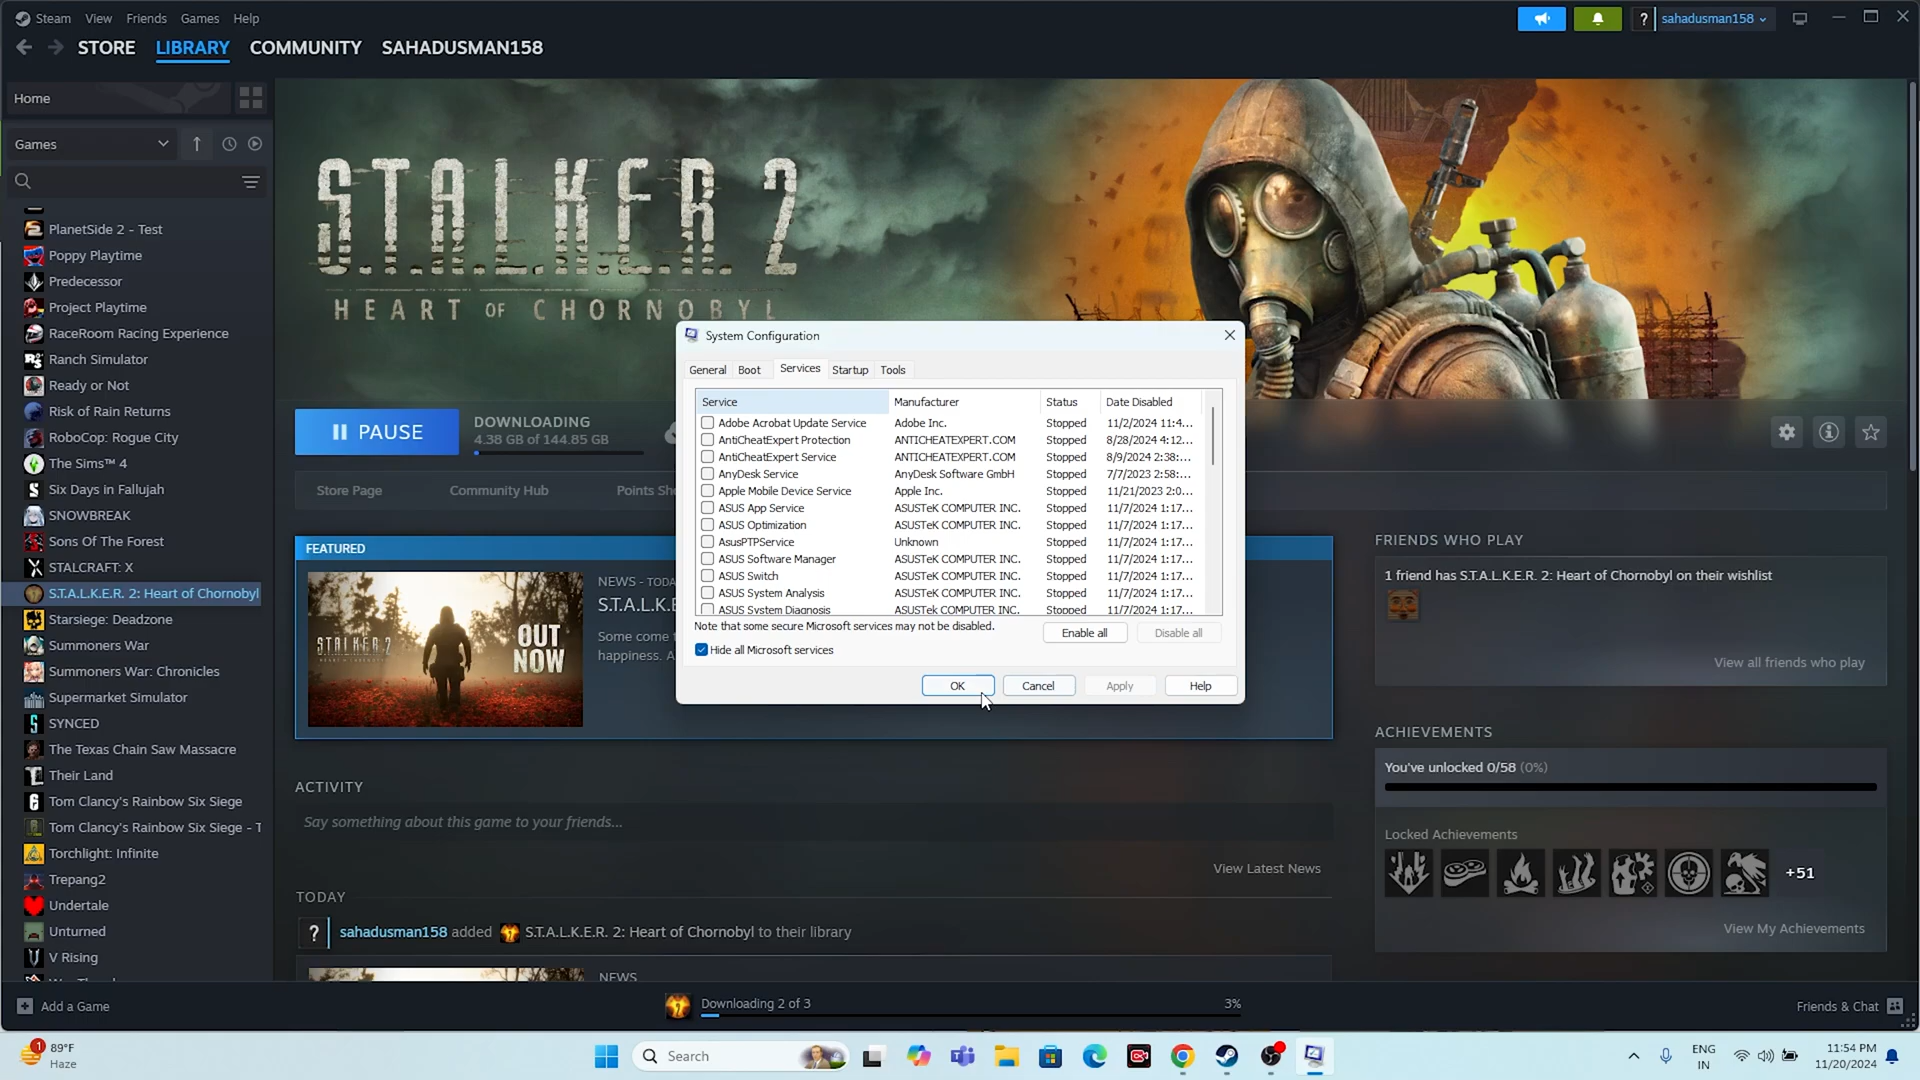 Steam View Friends Games Help
? sahadusman158
STORE LIBRARY COMMUNITY SAHADUSMAN158
Home
Games
PlanetSide 2 - Test
Poppy Playtime
Predecessor
Project Playtime
RaceRoom Racing Experience
Ranch Simulator
Ready or Not
Risk of Rain Returns
RoboCop: Rogue City
The Sims™ 4
Six Days in Fallujah
SNOWBREAK
Sons Of The Forest
STALCRAFT: X
S.T.A.L.K.E.R. 2: Heart of Chornobyl
Starsiege: Deadzone
Summoners War
Summoners War: Chronicles
Supermarket Simulator
SYNCED
The Texas Chain Saw Massacre
Their Land
Tom Clancy's Rainbow Six Siege
Tom Clancy's Rainbow Six Siege - T
Torchlight: Infinite
Trepang2
Undertale
Unturned
V Rising
Add a Game
S.T.A.L.K.E.R. 2
HEART OF CHORNOBYL
PAUSE
DOWNLOADING
4.38 GB of 144.85 GB
Store Page Community Hub Points Sh
FEATURED
STALKER 2
OUT NOW
NEWS - TODA
S.T.A.L.K.E
Some come
happiness. A
System Configuration
General Boot Services Startup Tools
Service Manufacturer Status Date Disabled
Adobe Acrobat Update Service Adobe Inc. Stopped 11/2/2024 11:4...
AntiCheatExpert Protection ANTICHEATEXPERT.COM Stopped 8/28/2024 4:12...
AntiCheatExpert Service ANTICHEATEXPERT.COM Stopped 8/9/2024 2:38:...
AnyDesk Service AnyDesk Software GmbH Stopped 7/7/2023 2:58:...
Apple Mobile Device Service Apple Inc. Stopped 11/21/2023 2:0...
ASUS App Service ASUSTeK COMPUTER INC. Stopped 11/7/2024 1:17...
ASUS Optimization ASUSTeK COMPUTER INC. Stopped 11/7/2024 1:17...
AsusPTPService Unknown Stopped 11/7/2024 1:17...
ASUS Software Manager ASUSTeK COMPUTER INC. Stopped 11/7/2024 1:17...
ASUS Switch ASUSTeK COMPUTER INC. Stopped 11/7/2024 1:17...
ASUS System Analysis ASUSTeK COMPUTER INC. Stopped 11/7/2024 1:17...
ASUS System Diagnosis ASUSTeK COMPUTER INC. Stopped 11/7/2024 1:17...
Note that some secure Microsoft services may not be disabled.
Enable all Disable all
Hide all Microsoft services
OK Cancel Apply Help
FRIENDS WHO PLAY
1 friend has S.T.A.L.K.E.R. 2: Heart of Chornobyl on their wishlist
View all friends who play
ACHIEVEMENTS
You've unlocked 0/58 (0%)
Locked Achievements
+51
View My Achievements
ACTIVITY
Say something about this game to your friends...
View Latest News
TODAY
? sahadusman158 added S.T.A.L.K.E.R. 2: Heart of Chornobyl to their library
NEWS
Downloading 2 of 3 3%
Friends & Chat
1 89°F
Haze
Search
ENG
IN
11:54 PM
11/20/2024